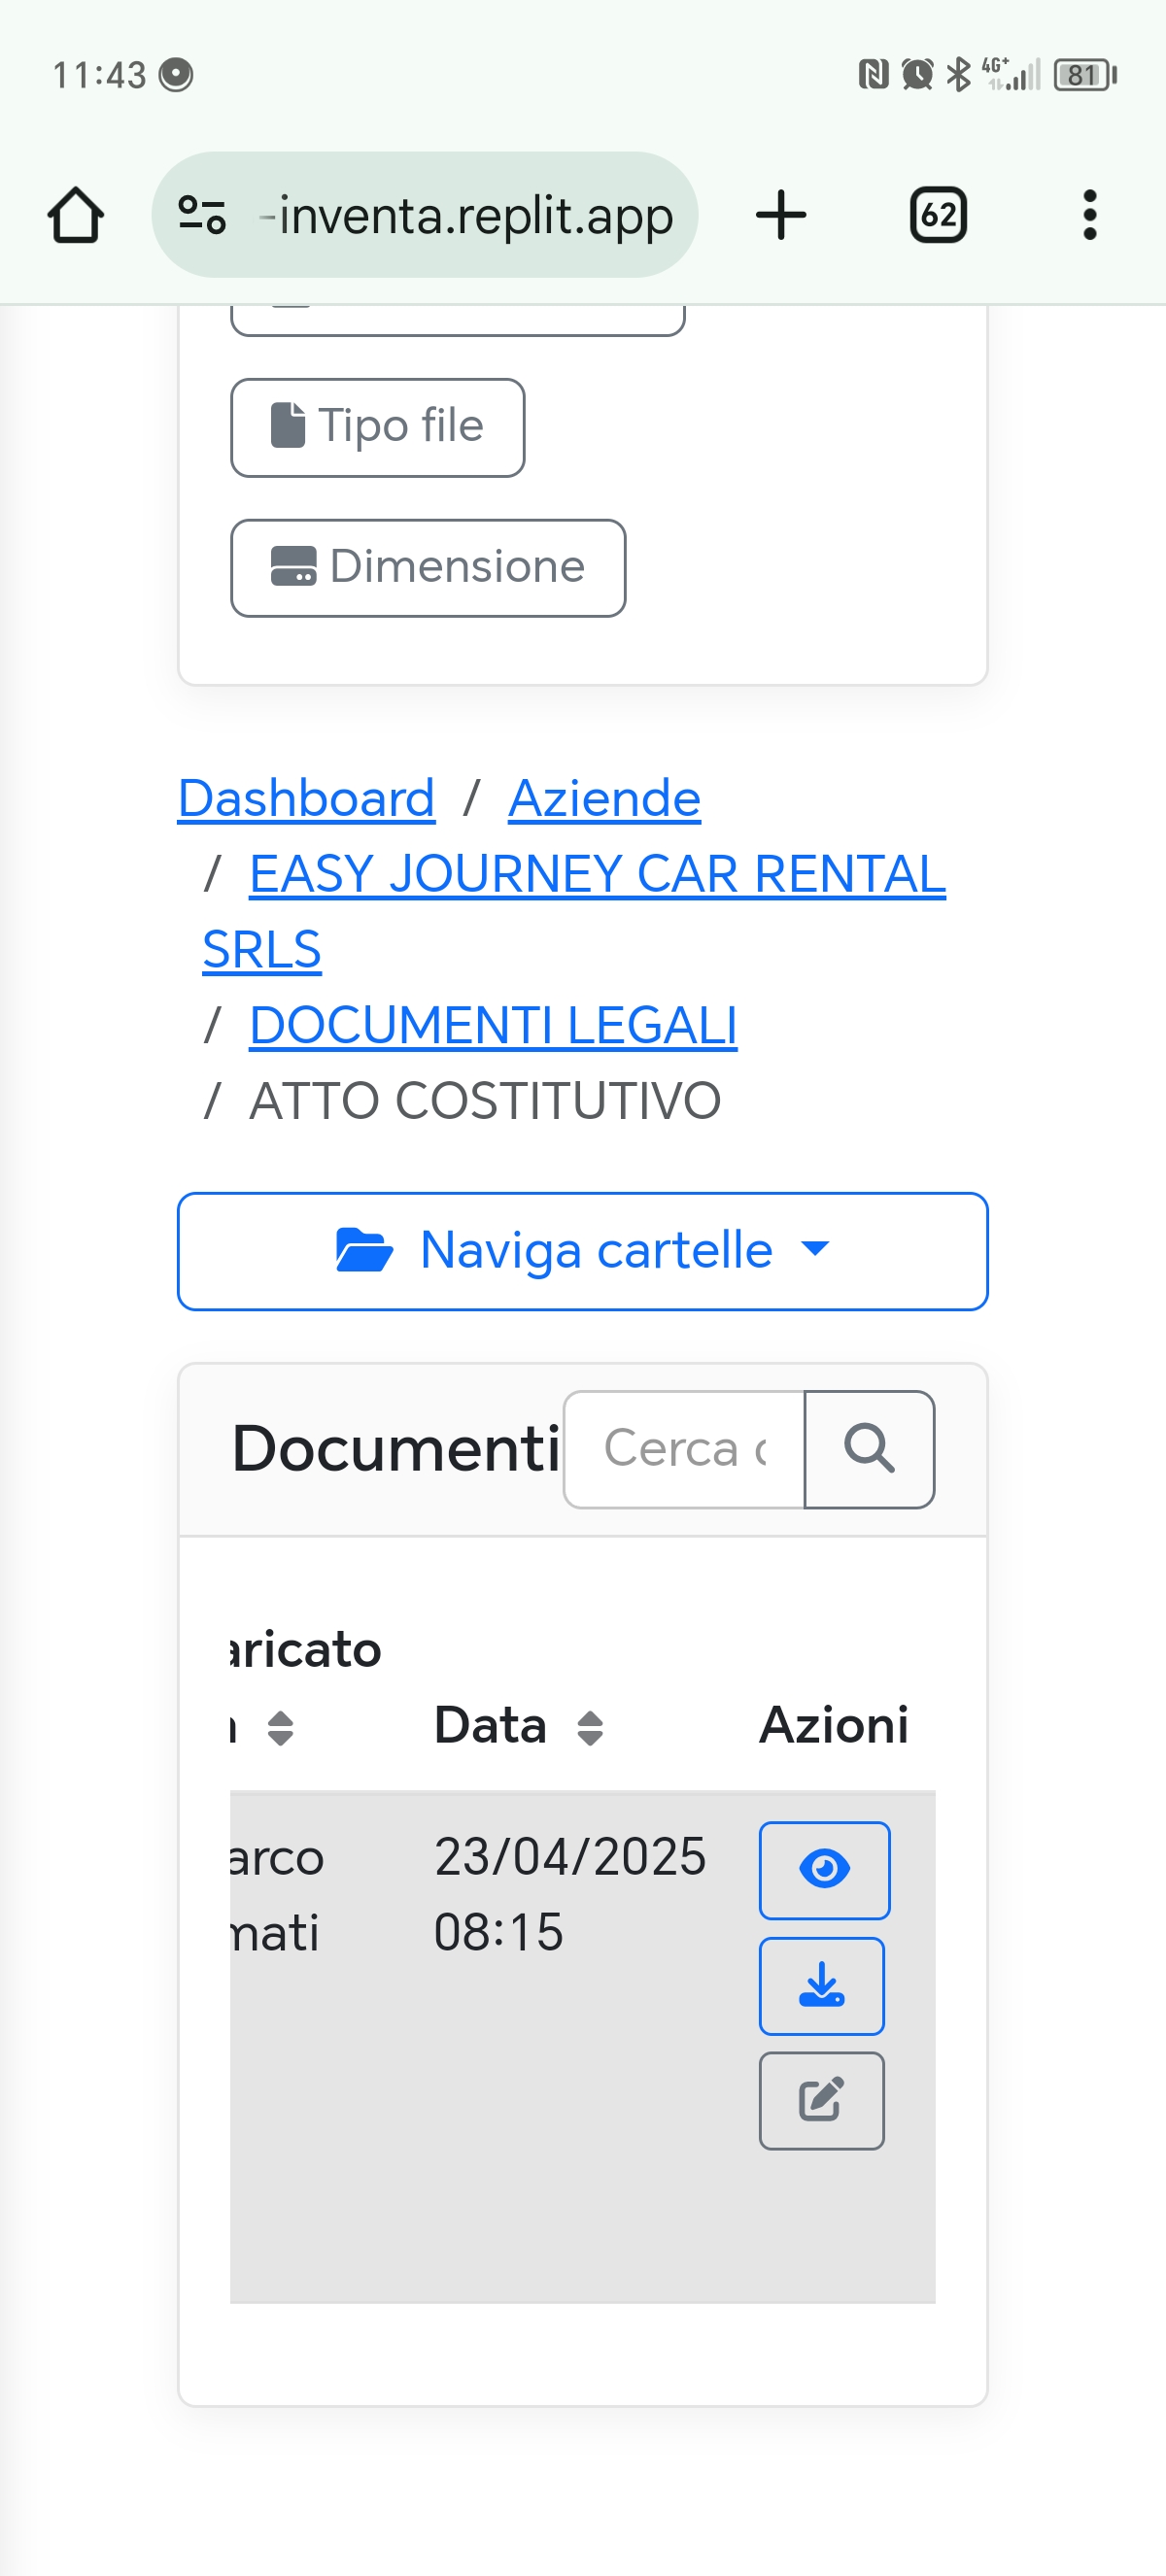 11:43 4G+ 81
-inventa.replit.app 62
Tipo file
Dimensione
Dashboard / Aziende
/ EASY JOURNEY CAR RENTAL
SRLS
/ DOCUMENTI LEGALI
/ ATTO COSTITUTIVO
Naviga cartelle
Documenti Cerca
aricato
Data Azioni
arco 23/04/2025
mati 08:15